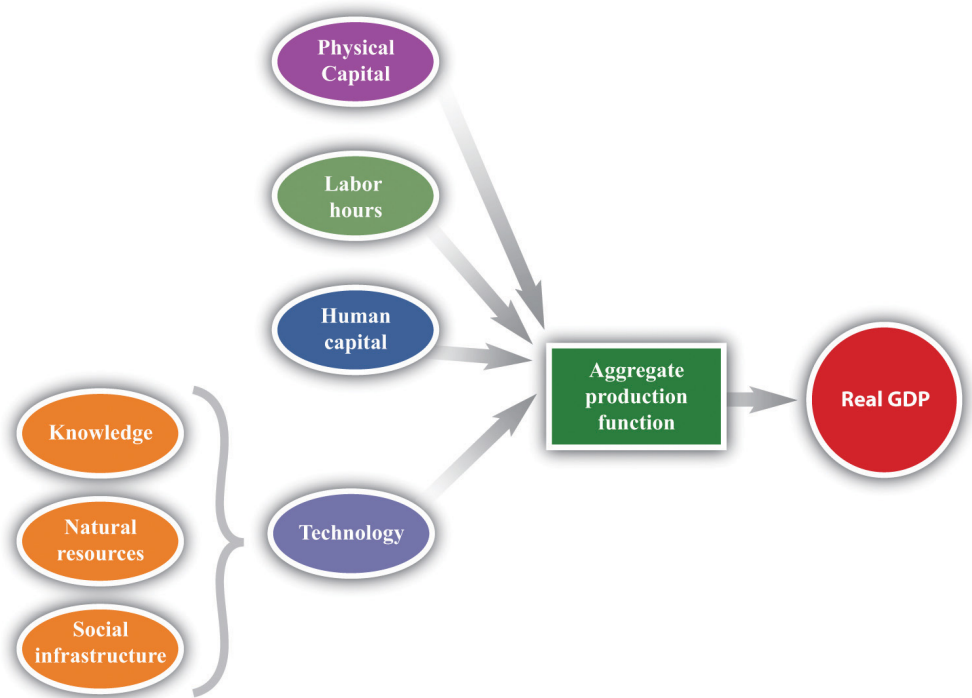 Physical
Capital
Labor
hours
Human
capital
Aggregate
production
function
Real GDP
Knowledge
Natural
resources
Technology
Social
infrastructure